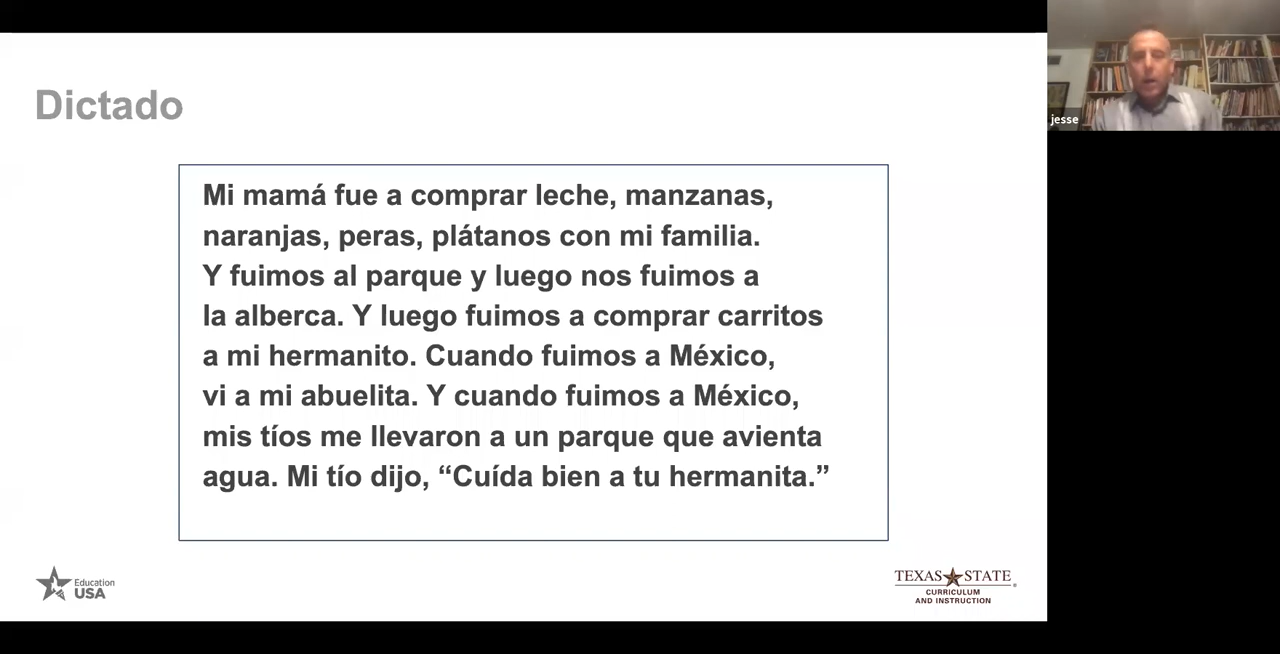 jesse
Dictado
Mi mamá fue a comprar leche, manzanas,
naranjas, peras, plátanos con mi familia.
Y fuimos al parque y luego nos fuimos a
la alberca. Y luego fuimos a comprar carritos
a mi hermanito. Cuando fuimos a México,
vi a mi abuelita. Y cuando fuimos a México,
mis tíos me llevaron a un parque que avienta
agua. Mi tío dijo, “Cuída bien a tu hermanita.”
Education
USA
TEXAS STATE
®
CURRICULUM
AND INSTRUCTION